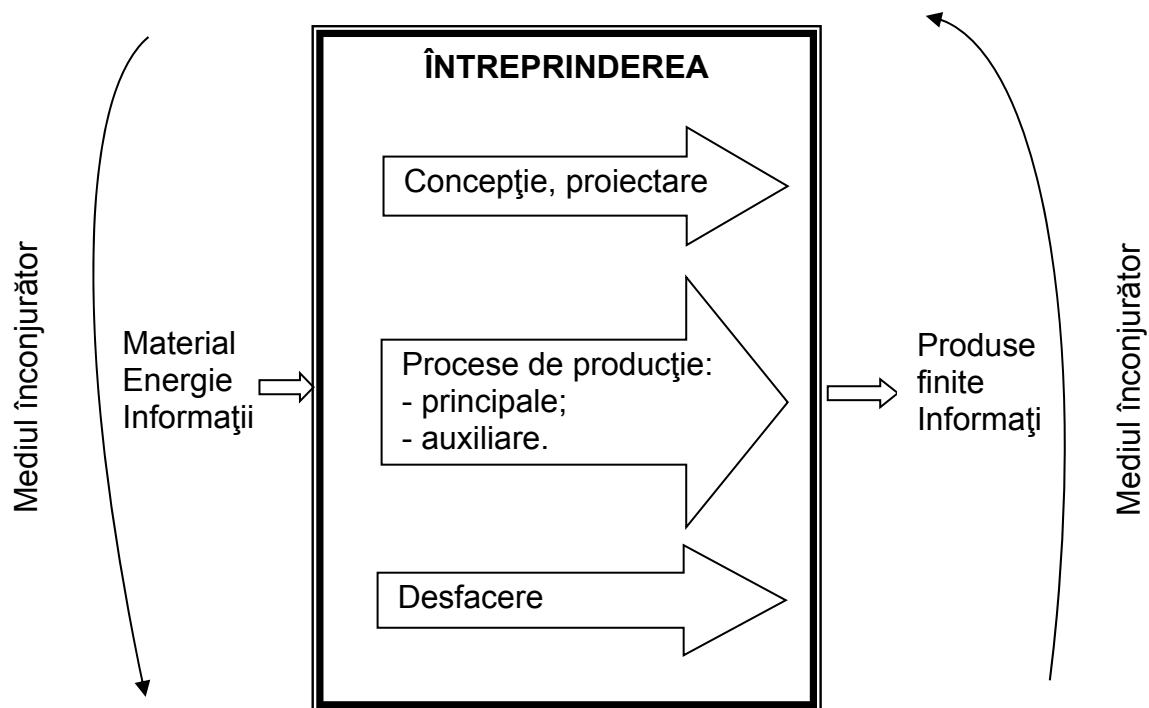 ÎNTREPRINDEREA
Concepţie, proiectare
Mediul înconjurător
Material
Energie
Informaţii
Procese de producţie:
- principale;
- auxiliare.
Produse
finite
Informaţi
Mediul înconjurător
Desfacere